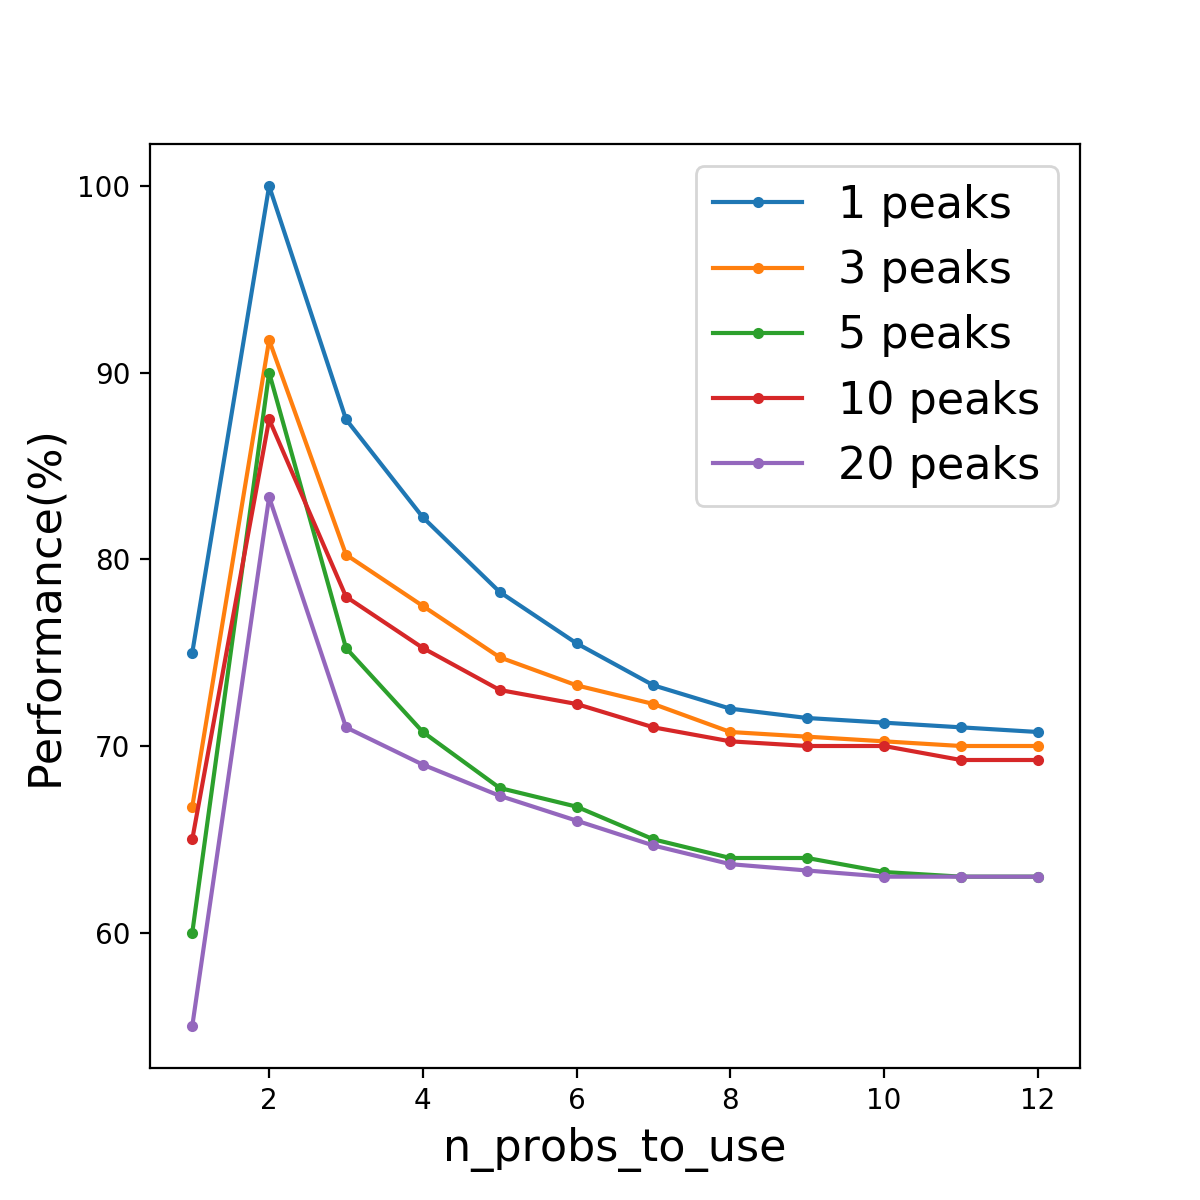 100
90
80
70
60
Performance(%)
1 peaks
3 peaks
5 peaks
10 peaks
20 peaks
2 4 6 8 10 12
n_probs_to_use